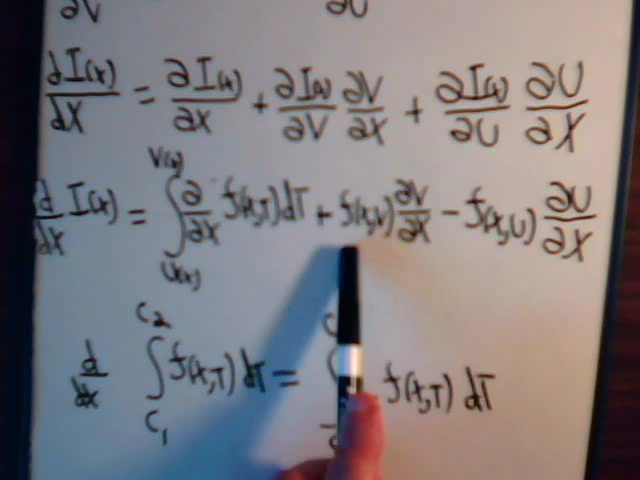 ∂V ∂U
dI(x)/dX = ∂I(x)/∂X + ∂I(x)/∂V ∂V/∂X + ∂I(x)/∂U ∂U/∂X
d/dX I(x) = ∫_{U(x)}^{V(x)} ∂/∂X f(x,T)dT + f(x,V) ∂V/∂X - f(x,U) ∂U/∂X
d/dx ∫_{C1}^{C2} f(x,T)dT = ∫ f(x,T)dT